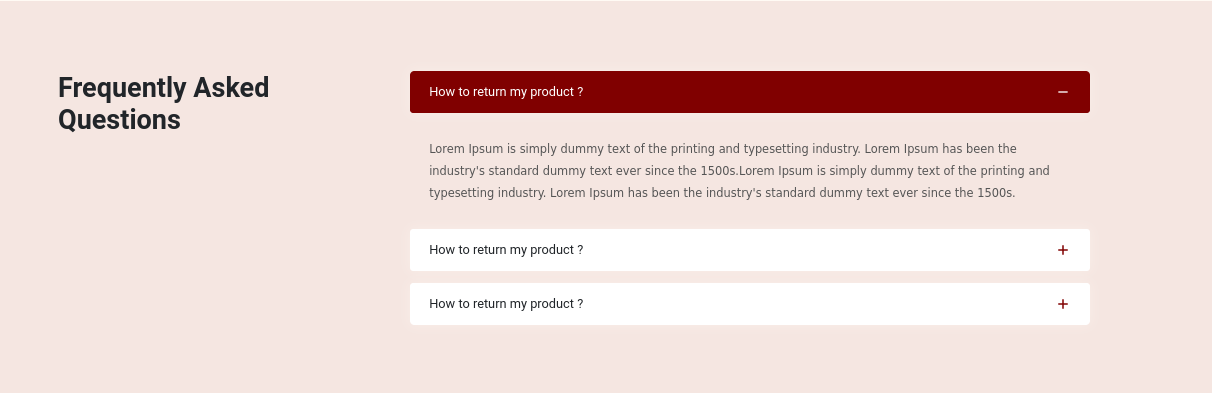 Frequently Asked
Questions
How to return my product ?
Lorem Ipsum is simply dummy text of the printing and typesetting industry. Lorem Ipsum has been the
industry's standard dummy text ever since the 1500s.Lorem Ipsum is simply dummy text of the printing and
typesetting industry. Lorem Ipsum has been the industry's standard dummy text ever since the 1500s.
How to return my product ?
How to return my product ?